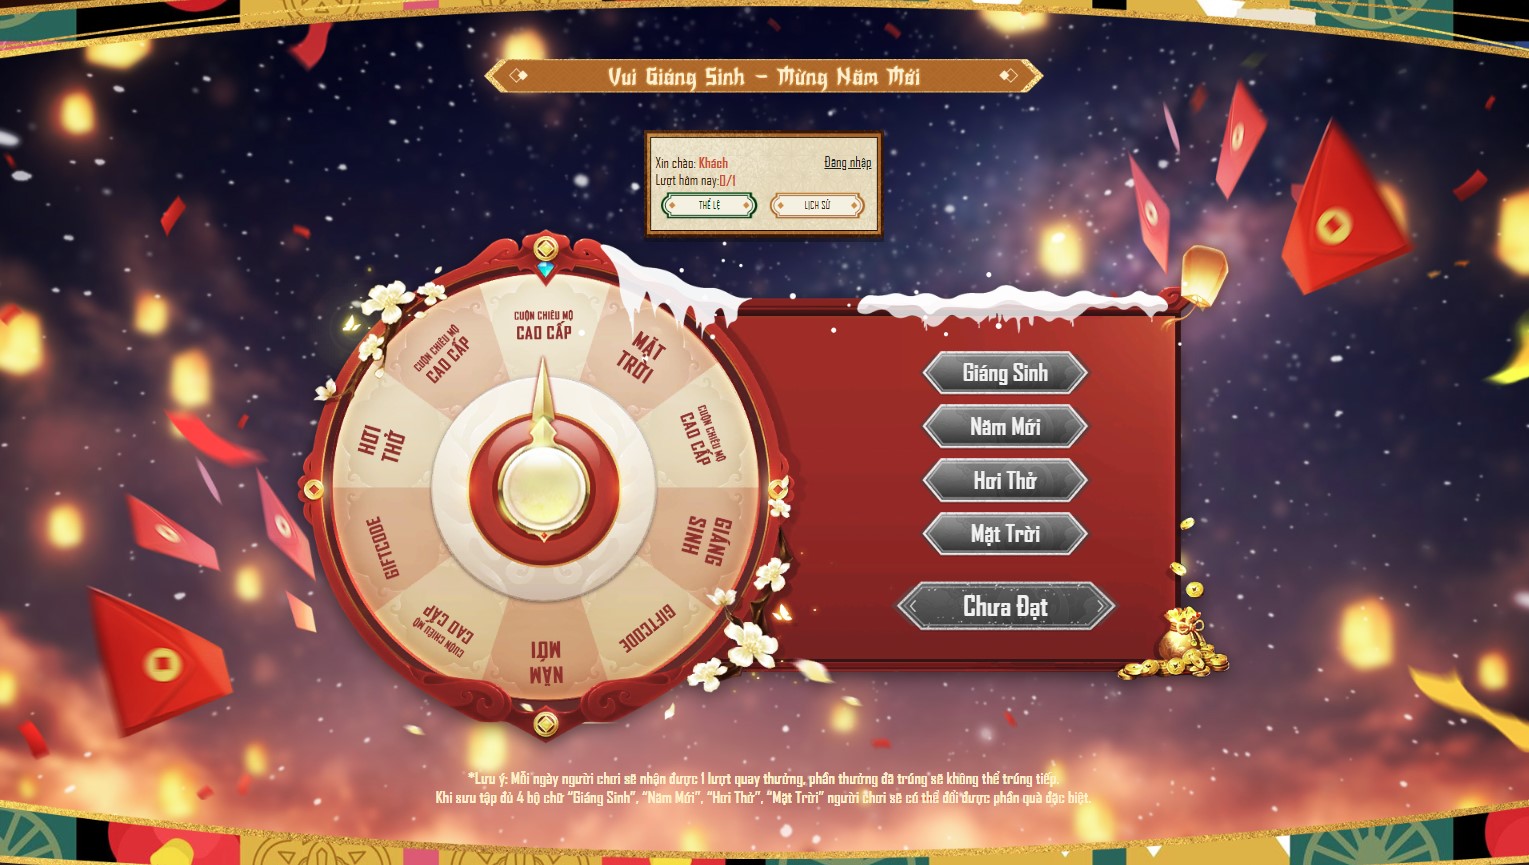 Vui Giáng Sinh - Mừng Năm Mới
Xin chào: Khách
Đăng nhập
Lượt hôm nay:0/1
THỂ LỆ
LỊCH SỬ
CUỘN CHIÊU MỘ
CAO CẤP
MẶT
TRỜI
CUỘN CHIÊU MỘ
CAO CẤP
GIÁNG
SINH
GIFTCODE
NĂM
MỚI
CUỘN CHIÊU MỘ
CAO CẤP
GIFTCODE
HƠI
THỞ
CUỘN CHIÊU MỘ
CAO CẤP
Giáng Sinh
Năm Mới
Hơi Thở
Mặt Trời
Chưa Đạt
*Lưu ý: Mỗi ngày người chơi sẽ nhận được 1 lượt quay thưởng, phần thưởng đã trúng sẽ không thể trúng tiếp.
Khi sưu tập đủ 4 bộ chữ “Giáng Sinh”, “Năm Mới”, “Hơi Thở”, “Mặt Trời” người chơi sẽ có thể đổi được phần quà đặc biệt.